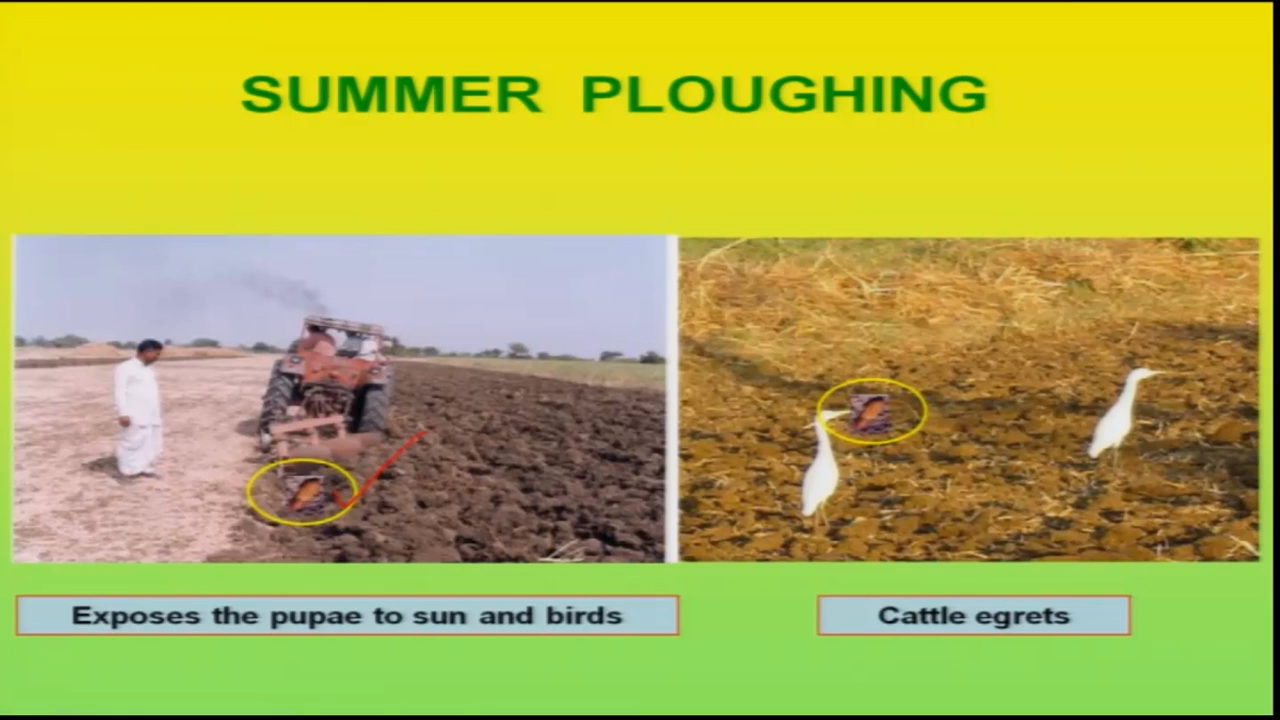 SUMMER PLOUGHING
Exposes the pupae to sun and birds
Cattle egrets